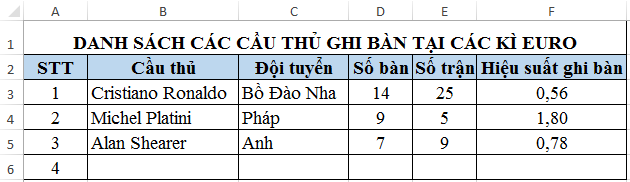 A B C D E F
1 DANH SÁCH CÁC CẦU THỦ GHI BÀN TẠI CÁC KÌ EURO
2 STT Cầu thủ Đội tuyển Số bàn Số trận Hiệu suất ghi bàn
3 1 Cristiano Ronaldo Bồ Đào Nha 14 25 0,56
4 2 Michel Platini Pháp 9 5 1,80
5 3 Alan Shearer Anh 7 9 0,78
6 4